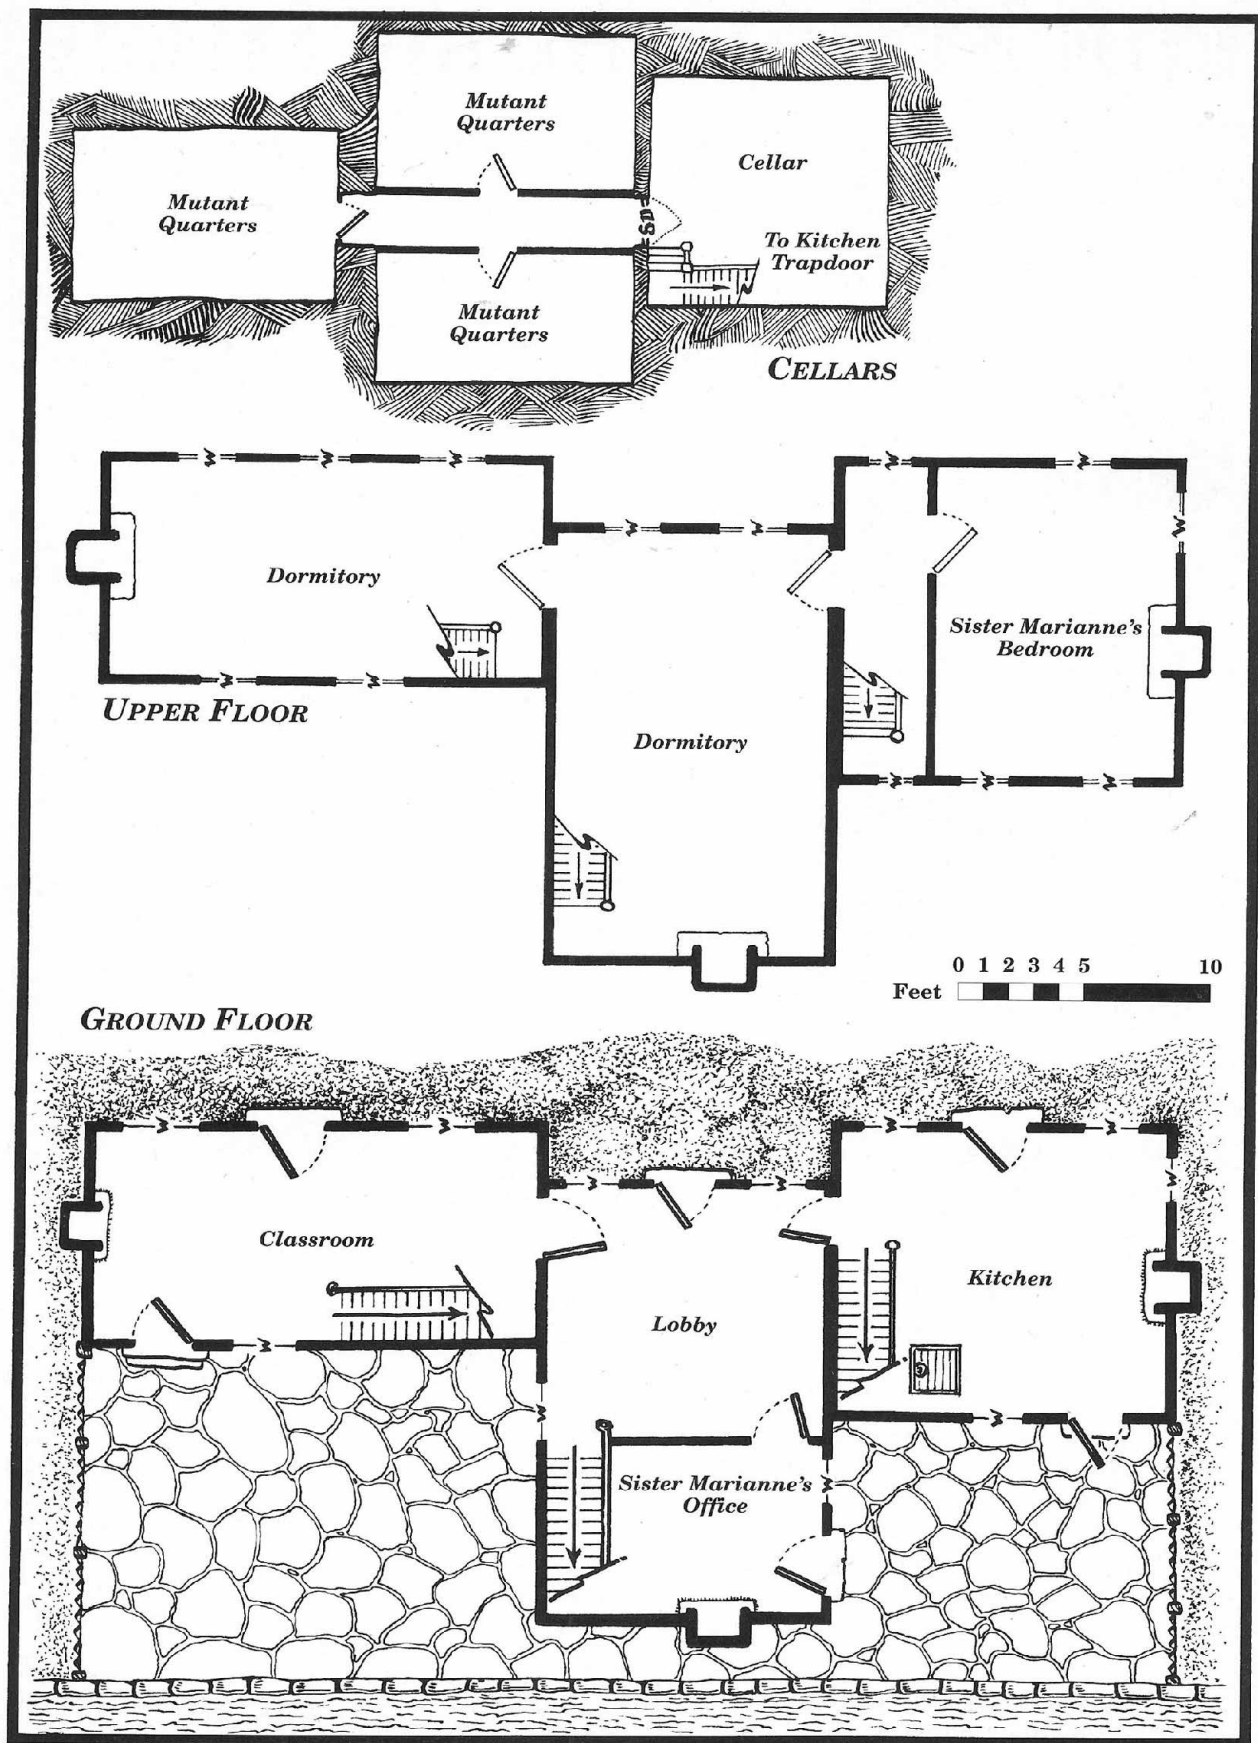 Mutant
Quarters
Mutant
Quarters
Cellar
SD
To Kitchen
Trapdoor
Mutant
Quarters
CELLARS
W W W
W W
W W
W
Dormitory
Sister Marianne's
Bedroom
W W
UPPER FLOOR
Dormitory
W W W
0 1 2 3 4 5 10
Feet
GROUND FLOOR
W W W
W W
W
Classroom
Kitchen
Lobby
W
W
W
Sister Marianne's
Office
W